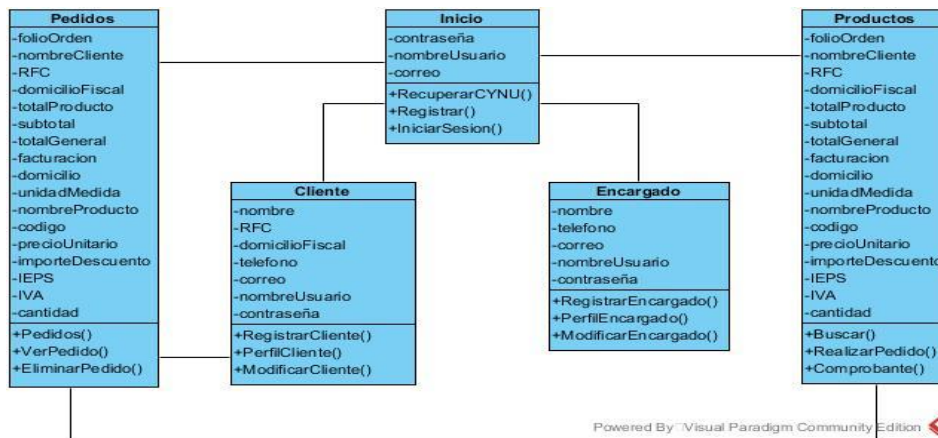 Pedidos
-folioOrden
-nombreCliente
-RFC
-domicilioFiscal
-totalProducto
-subtotal
-totalGeneral
-facturacion
-domicilio
-unidadMedida
-nombreProducto
-codigo
-precioUnitario
-importeDescuento
-IEPS
-IVA
-cantidad
+Pedidos()
+VerPedido()
+EliminarPedido()
Inicio
-contraseña
-nombreUsuario
-correo
+RecuperarCYNU()
+Registrar()
+IniciarSesion()
Cliente
-nombre
-RFC
-domicilioFiscal
-telefono
-correo
-nombreUsuario
-contraseña
+RegistrarCliente()
+PerfilCliente()
+ModificarCliente()
Encargado
-nombre
-telefono
-correo
-nombreUsuario
-contraseña
+RegistrarEncargado()
+PerfilEncargado()
+ModificarEncargado()
Productos
-folioOrden
-nombreCliente
-RFC
-domicilioFiscal
-totalProducto
-subtotal
-totalGeneral
-facturacion
-domicilio
-unidadMedida
-nombreProducto
-codigo
-precioUnitario
-importeDescuento
-IEPS
-IVA
-cantidad
+Buscar()
+RealizarPedido()
+Comprobante()
Powered By Visual Paradigm Community Edition